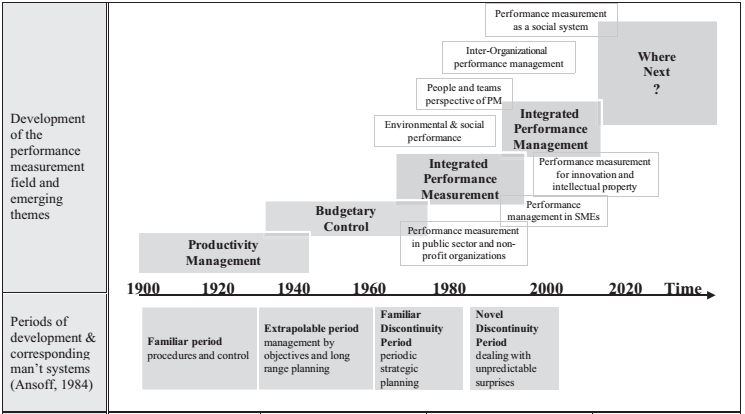 Performance measurement
as a social system
Where
Next
?
Inter-Organizational
performance management
People and teams
perspective of PM
Development
of the
performance
measurement
field and
emerging
themes
Integrated
Performance
Management
Environmental & social
performance
Integrated
Performance
Measurement
Performance measurement
for innovation and
intellectual property
Performance
management in SMEs
Budgetary
Control
Performance measurement
in public sector and non-
profit organizations
Productivity
Management
1900 1920 1940 1960 1980 2000 2020 Time
Periods of
development &
corresponding
man’t systems
(Ansoff, 1984)
Familiar period
procedures and control
Extrapolable period
management by
objectives and long
range planning
Familiar
Discontinuity
Period
periodic
strategic
planning
Novel
Discontinuity
Period
dealing with
unpredictable
surprises